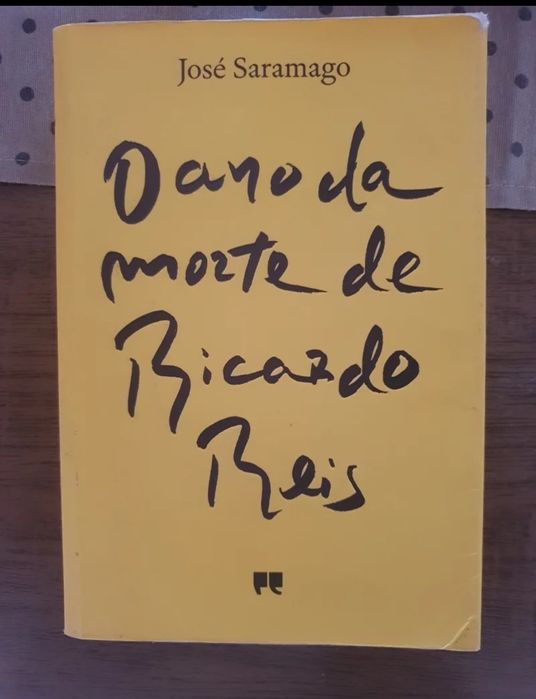 José Saramago
O ano da
morte de
Ricardo
Reis